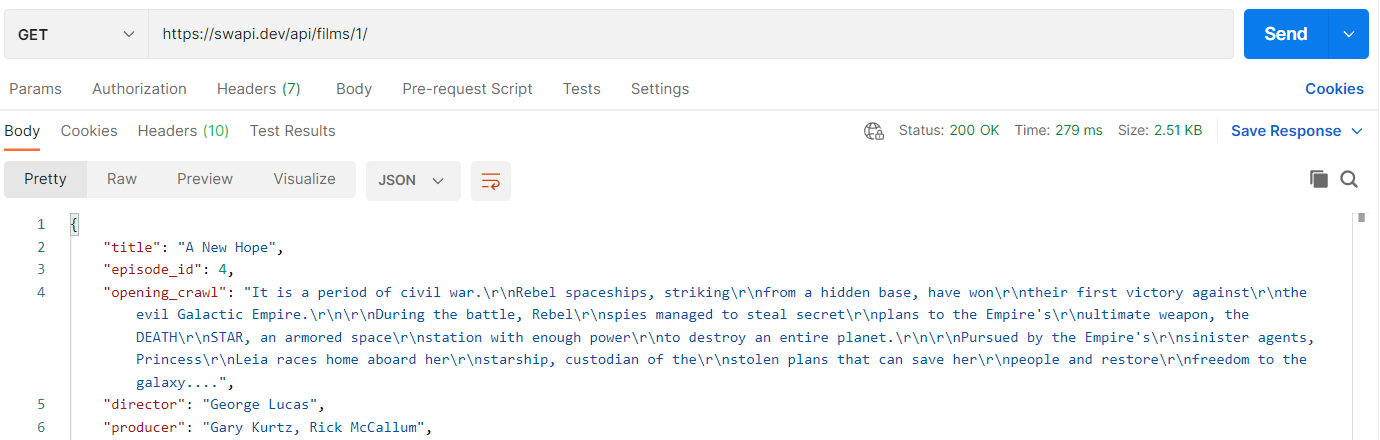 GET https://swapi.dev/api/films/1/ Send
Params Authorization Headers (7) Body Pre-request Script Tests Settings Cookies
Body Cookies Headers (10) Test Results Status: 200 OK Time: 279 ms Size: 2.51 KB Save Response
Pretty Raw Preview Visualize JSON
1 {
2 "title": "A New Hope",
3 "episode_id": 4,
4 "opening_crawl": "It is a period of civil war.\r\nRebel spaceships, striking\r\nfrom a hidden base, have won\r\ntheir first victory against\r\nthe
evil Galactic Empire.\r\n\r\nDuring the battle, Rebel\r\nspies managed to steal secret\r\nplans to the Empire's\r\nultimate weapon, the
DEATH\r\nSTAR, an armored space\r\nstation with enough power\r\nto destroy an entire planet.\r\n\r\nPursued by the Empire's\r\nsinister agents,
Princess\r\nLeia races home aboard her\r\nstarship, custodian of the\r\nstolen plans that can save her\r\npeople and restore\r\nfreedom to the
galaxy....",
5 "director": "George Lucas",
6 "producer": "Gary Kurtz, Rick McCallum",